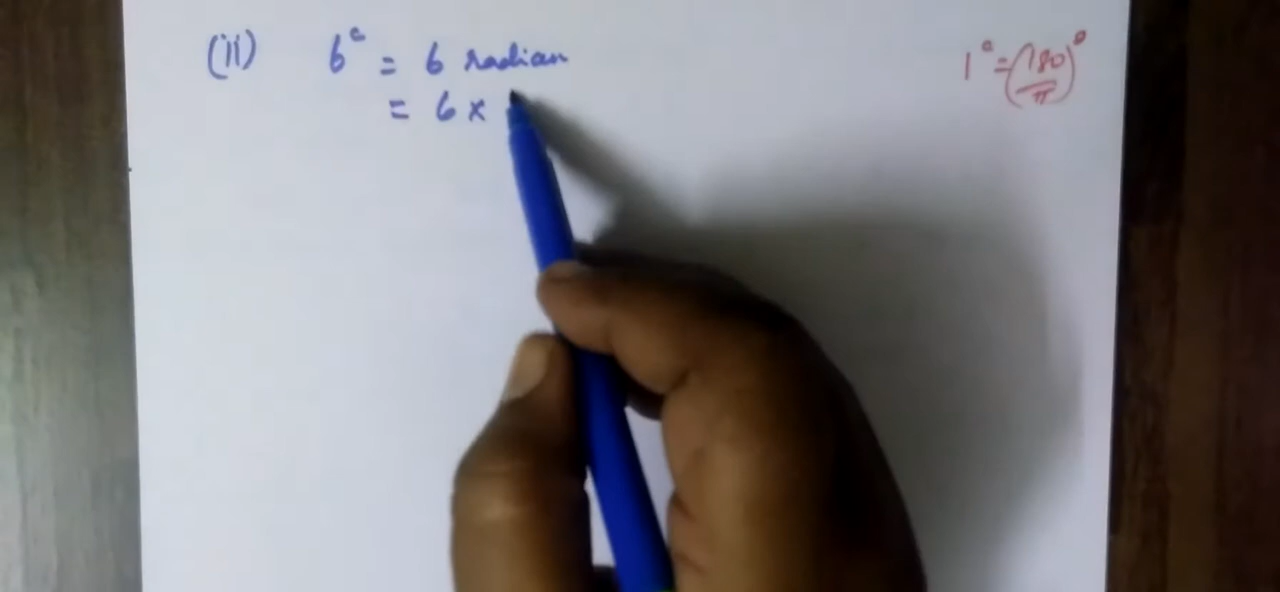 (ii) 6ᶜ = 6 radian
= 6 ×
1ᶜ = (180/π)°